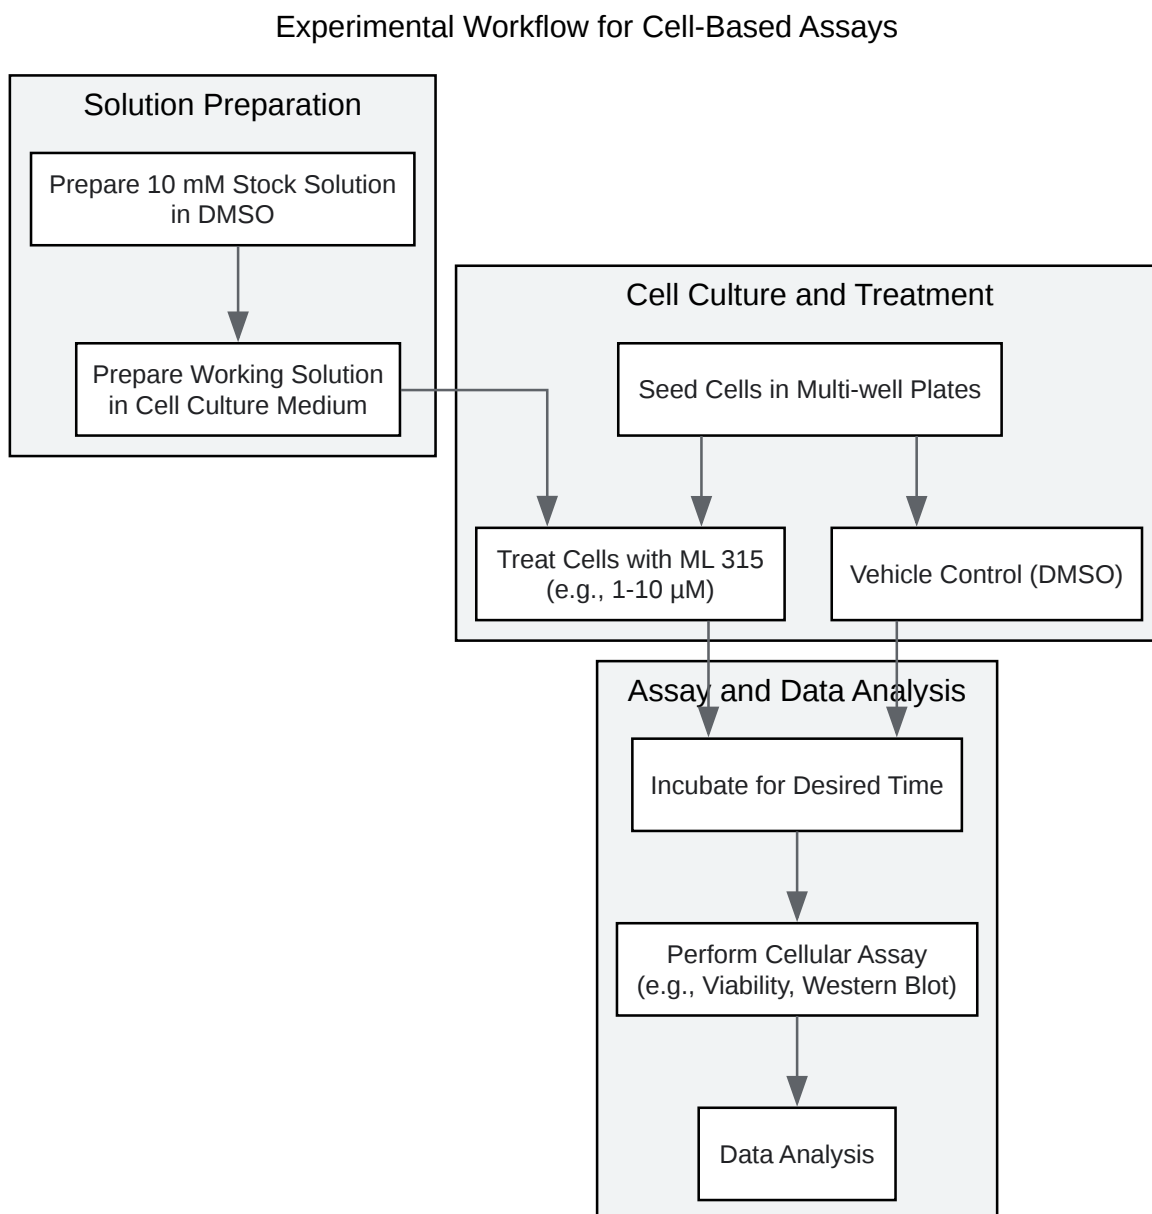 Experimental Workflow for Cell-Based Assays
Solution Preparation
Prepare 10 mM Stock Solution
in DMSO
Prepare Working Solution
in Cell Culture Medium
Cell Culture and Treatment
Seed Cells in Multi-well Plates
Treat Cells with ML 315
(e.g., 1-10 µM)
Vehicle Control (DMSO)
Assay and Data Analysis
Incubate for Desired Time
Perform Cellular Assay
(e.g., Viability, Western Blot)
Data Analysis